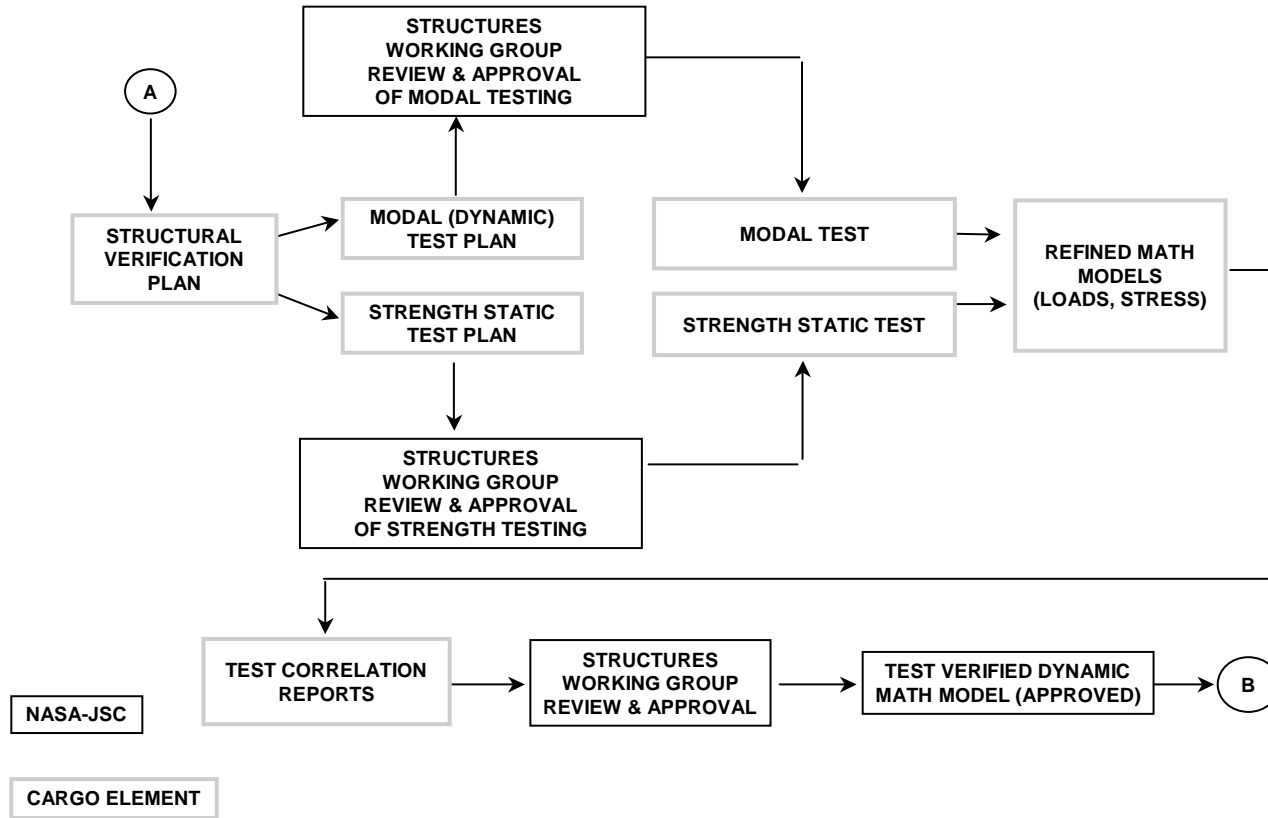 STRUCTURES
WORKING GROUP
REVIEW & APPROVAL
OF MODAL TESTING
A
STRUCTURAL
VERIFICATION
PLAN
MODAL (DYNAMIC)
TEST PLAN
STRENGTH STATIC
TEST PLAN
MODAL TEST
STRENGTH STATIC TEST
REFINED MATH
MODELS
(LOADS, STRESS)
STRUCTURES
WORKING GROUP
REVIEW & APPROVAL
OF STRENGTH TESTING
TEST CORRELATION
REPORTS
STRUCTURES
WORKING GROUP
REVIEW & APPROVAL
TEST VERIFIED DYNAMIC
MATH MODEL (APPROVED)
B
NASA-JSC
CARGO ELEMENT